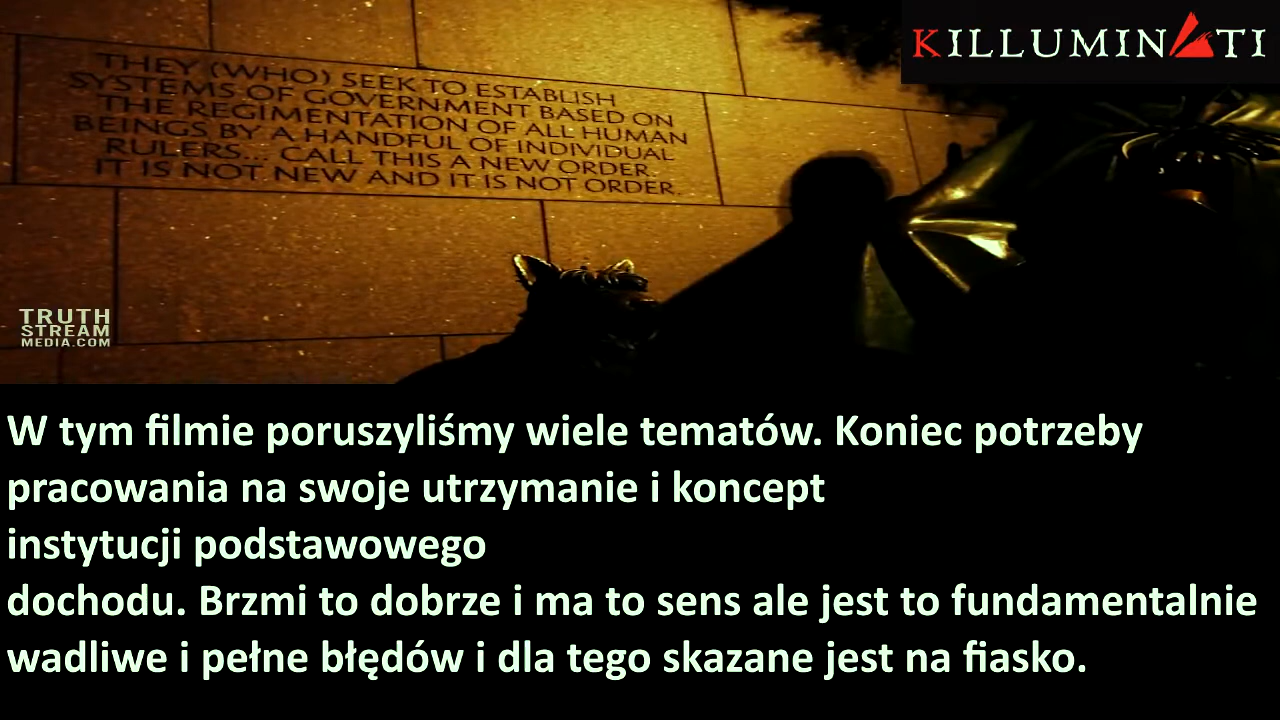 KILLUMINATI
THEY (WHO) SEEK TO ESTABLISH
SYSTEMS OF GOVERNMENT BASED ON
THE REGIMENTATION OF ALL HUMAN
BEINGS BY A HANDFUL OF INDIVIDUAL
RULERS... CALL THIS A NEW ORDER.
IT IS NOT NEW AND IT IS NOT ORDER.
TRUTH
STREAM
MEDIA.COM
W tym filmie poruszyliśmy wiele tematów. Koniec potrzeby
pracowania na swoje utrzymanie i koncept
instytucji podstawowego
dochodu. Brzmi to dobrze i ma to sens ale jest to fundamentalnie
wadliwe i pełne błędów i dla tego skazane jest na fiasko.